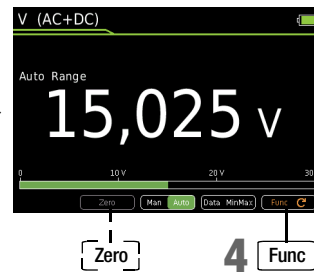 V (AC+DC)
Auto Range
15,025 V
0 10 V 20 V 30
Zero Man Auto Data MinMax Func
Zero 4 Func